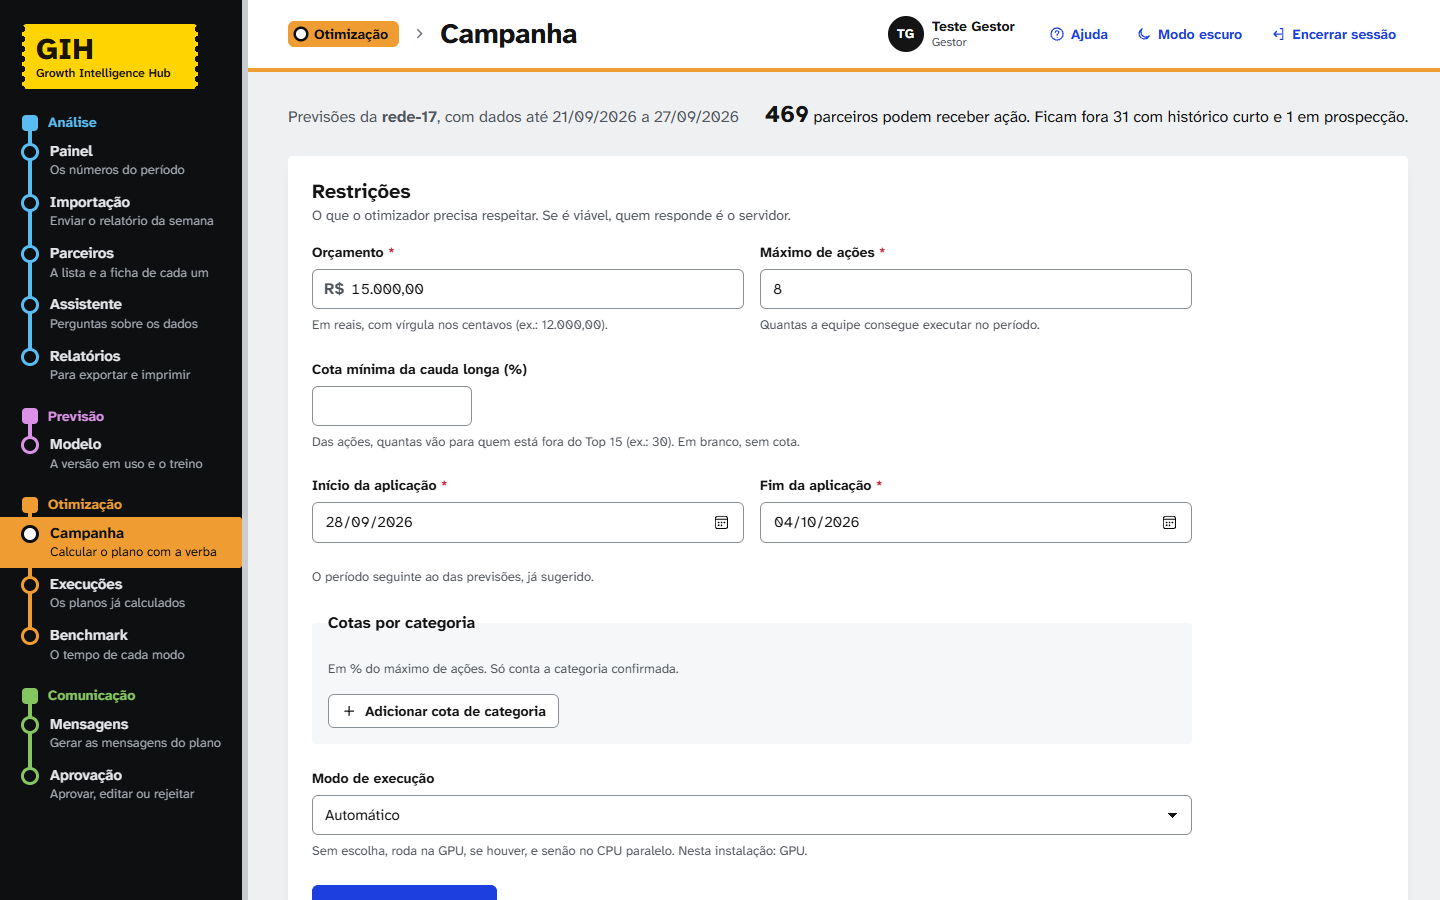 GIH
Growth Intelligence Hub
Análise
Painel
Os números do período
Importação
Enviar o relatório da semana
Parceiros
A lista e a ficha de cada um
Assistente
Perguntas sobre os dados
Relatórios
Para exportar e imprimir
Previsão
Modelo
A versão em uso e o treino
Otimização
Campanha
Calcular o plano com a verba
Execuções
Os planos já calculados
Benchmark
O tempo de cada modo
Comunicação
Mensagens
Gerar as mensagens do plano
Aprovação
Aprovar, editar ou rejeitar
Otimização
Campanha
TG
Teste Gestor
Gestor
Ajuda
Modo escuro
Encerrar sessão
Previsões da rede-17, com dados até 21/09/2026 a 27/09/2026
469 parceiros podem receber ação. Ficam fora 31 com histórico curto e 1 em prospecção.
Restrições
O que o otimizador precisa respeitar. Se é viável, quem responde é o servidor.
Orçamento *
R$ 15.000,00
Em reais, com vírgula nos centavos (ex.: 12.000,00).
Máximo de ações *
8
Quantas a equipe consegue executar no período.
Cota mínima da cauda longa (%)
Das ações, quantas vão para quem está fora do Top 15 (ex.: 30). Em branco, sem cota.
Início da aplicação *
28/09/2026
Fim da aplicação *
04/10/2026
O período seguinte ao das previsões, já sugerido.
Cotas por categoria
Em % do máximo de ações. Só conta a categoria confirmada.
+ Adicionar cota de categoria
Modo de execução
Automático
Sem escolha, roda na GPU, se houver, e senão no CPU paralelo. Nesta instalação: GPU.